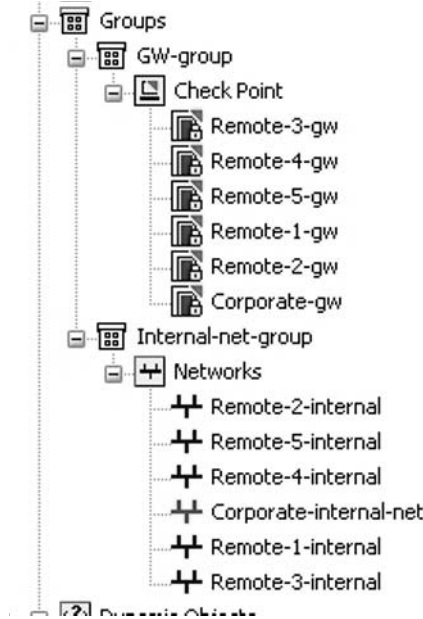 Groups
GW-group
Check Point
Remote-3-gw
Remote-4-gw
Remote-5-gw
Remote-1-gw
Remote-2-gw
Corporate-gw
Internal-net-group
Networks
Remote-2-internal
Remote-5-internal
Remote-4-internal
Corporate-internal-net
Remote-1-internal
Remote-3-internal
Dynamic Objects